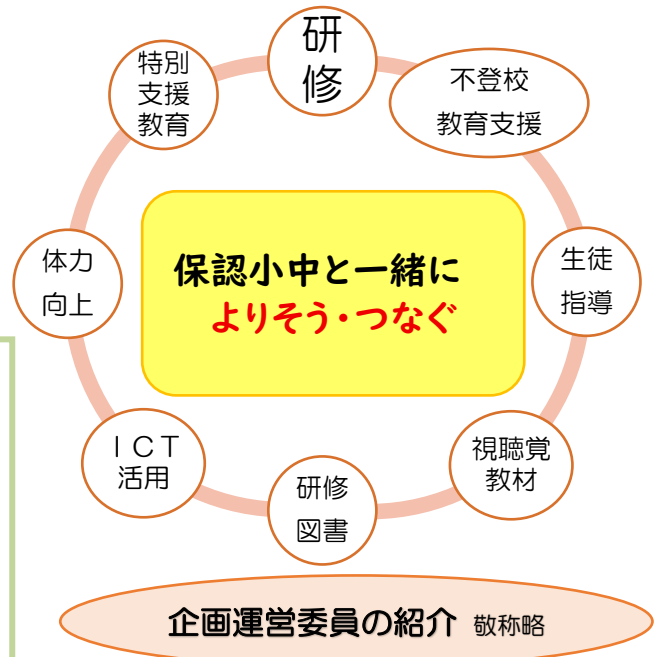 研
修
不登校
教育支援
生徒
指導
視聴覚
教材
研修
図書
ＩＣＴ
活用
体力
向上
特別
支援
教育
保認小中と一緒に
よりそう・つなぐ
企画運営委員の紹介 敬称略